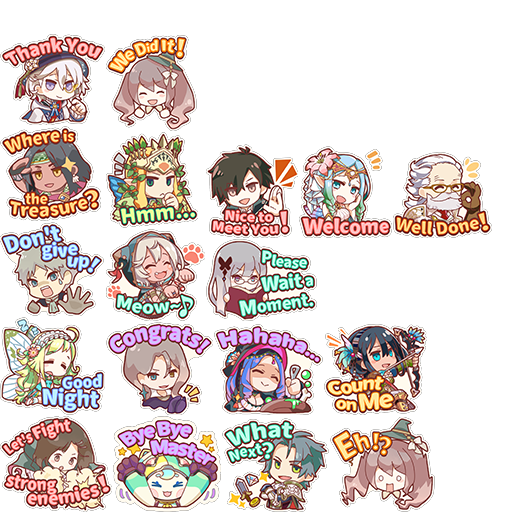 Thank You
We Did It!
Where is
the
Treasure?
Hmm...
Nice to
Meet You!
Welcome
Well Done!
Don't
give
up!
Meow~♪
Please
Wait a
Moment.
Good
Night
Congrats!
Hahaha...
Count
on Me
Let's Fight
strong
enemies!
Bye Bye
Master
What
Next?
Eh!?